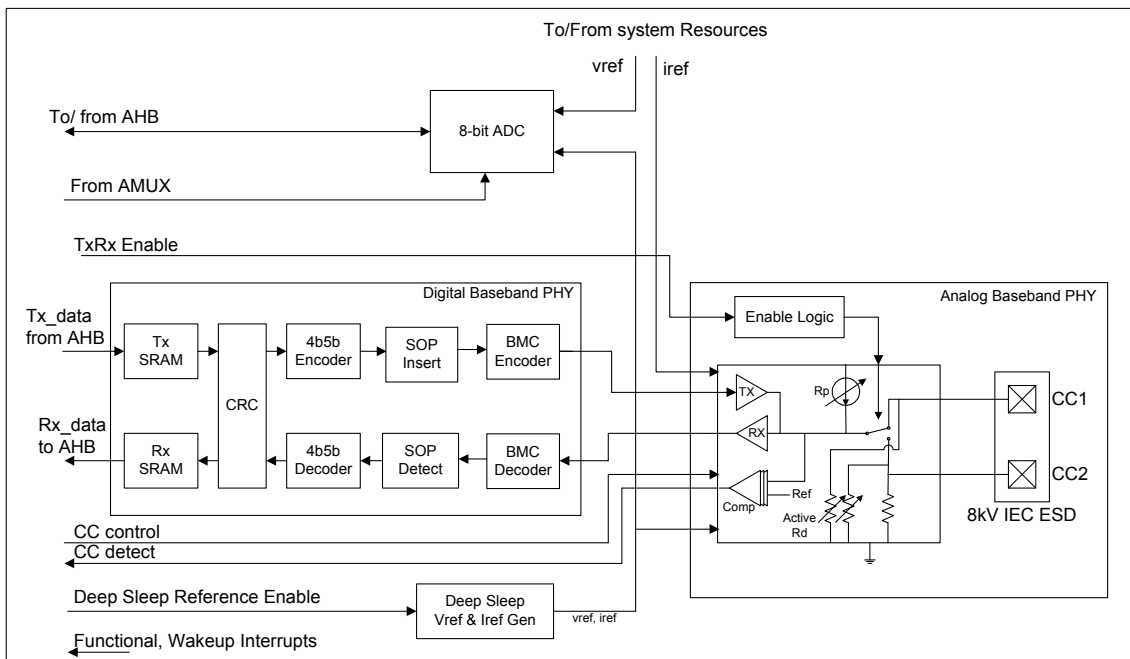 To/From system Resources
vref
iref
To/ from AHB
8-bit ADC
From AMUX
TxRx Enable
Digital Baseband PHY
Analog Baseband PHY
Tx_data
from AHB
Tx
SRAM
CRC
4b5b
Encoder
SOP
Insert
BMC
Encoder
Enable Logic
TX
Rp
CC1
Rx_data
to AHB
Rx
SRAM
4b5b
Decoder
SOP
Detect
BMC
Decoder
RX
CC2
Comp
Ref
Active
Rd
8kV IEC ESD
CC control
CC detect
Deep Sleep Reference Enable
Deep Sleep
Vref & Iref Gen
vref, iref
Functional, Wakeup Interrupts